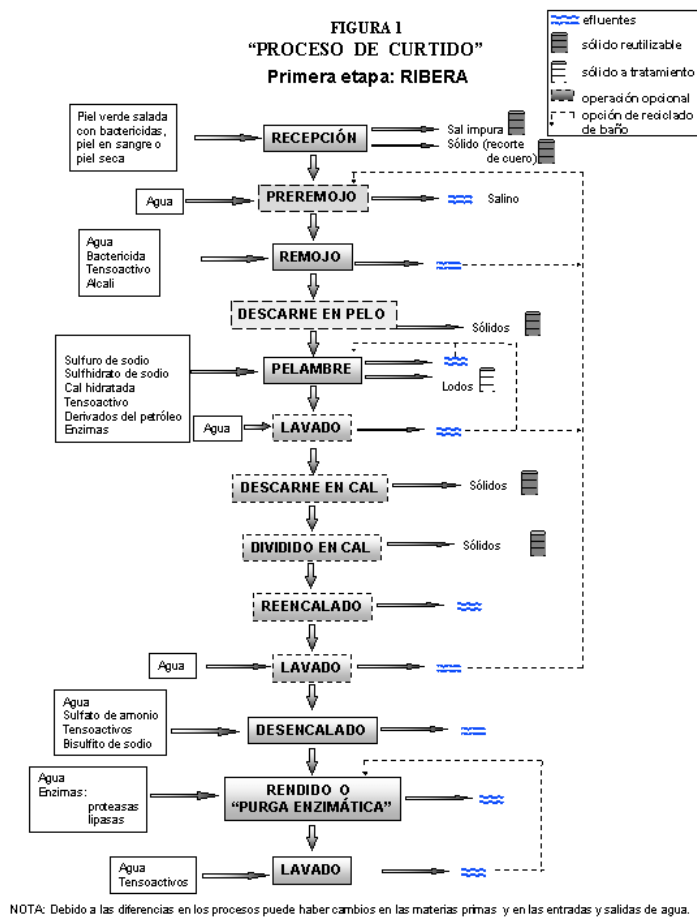 FIGURA 1
“PROCESO DE CURTIDO”
Primera etapa: RIBERA
efluentes
sólido reutilizable
sólido a tratamiento
operación opcional
opción de reciclado
de baño
Piel verde salada
con bactericidas,
piel en sangre o
piel seca
RECEPCIÓN
Sal impura
Sólido (recorte
de cuero)
Agua
PREREMOJO
Salino
Agua
Bactericida
Tensoactivo
Alcali
REMOJO
DESCARNE EN PELO
Sólidos
Sulfuro de sodio
Sulfhidrato de sodio
Cal hidratada
Tensoactivo
Derivados del petróleo
Enzimas
PELAMBRE
Lodos
Agua
LAVADO
DESCARNE EN CAL
Sólidos
DIVIDIDO EN CAL
Sólidos
REENCALADO
Agua
LAVADO
Agua
Sulfato de amonio
Tensoactivos
Bisulfito de sodio
DESENCALADO
Agua
Enzimas:
proteasas
lipasas
RENDIDO O
“PURGA ENZIMÁTICA”
Agua
Tensoactivos
LAVADO
NOTA: Debido a las diferencias en los procesos puede haber cambios en las materias primas y en las entradas y salidas de agua.